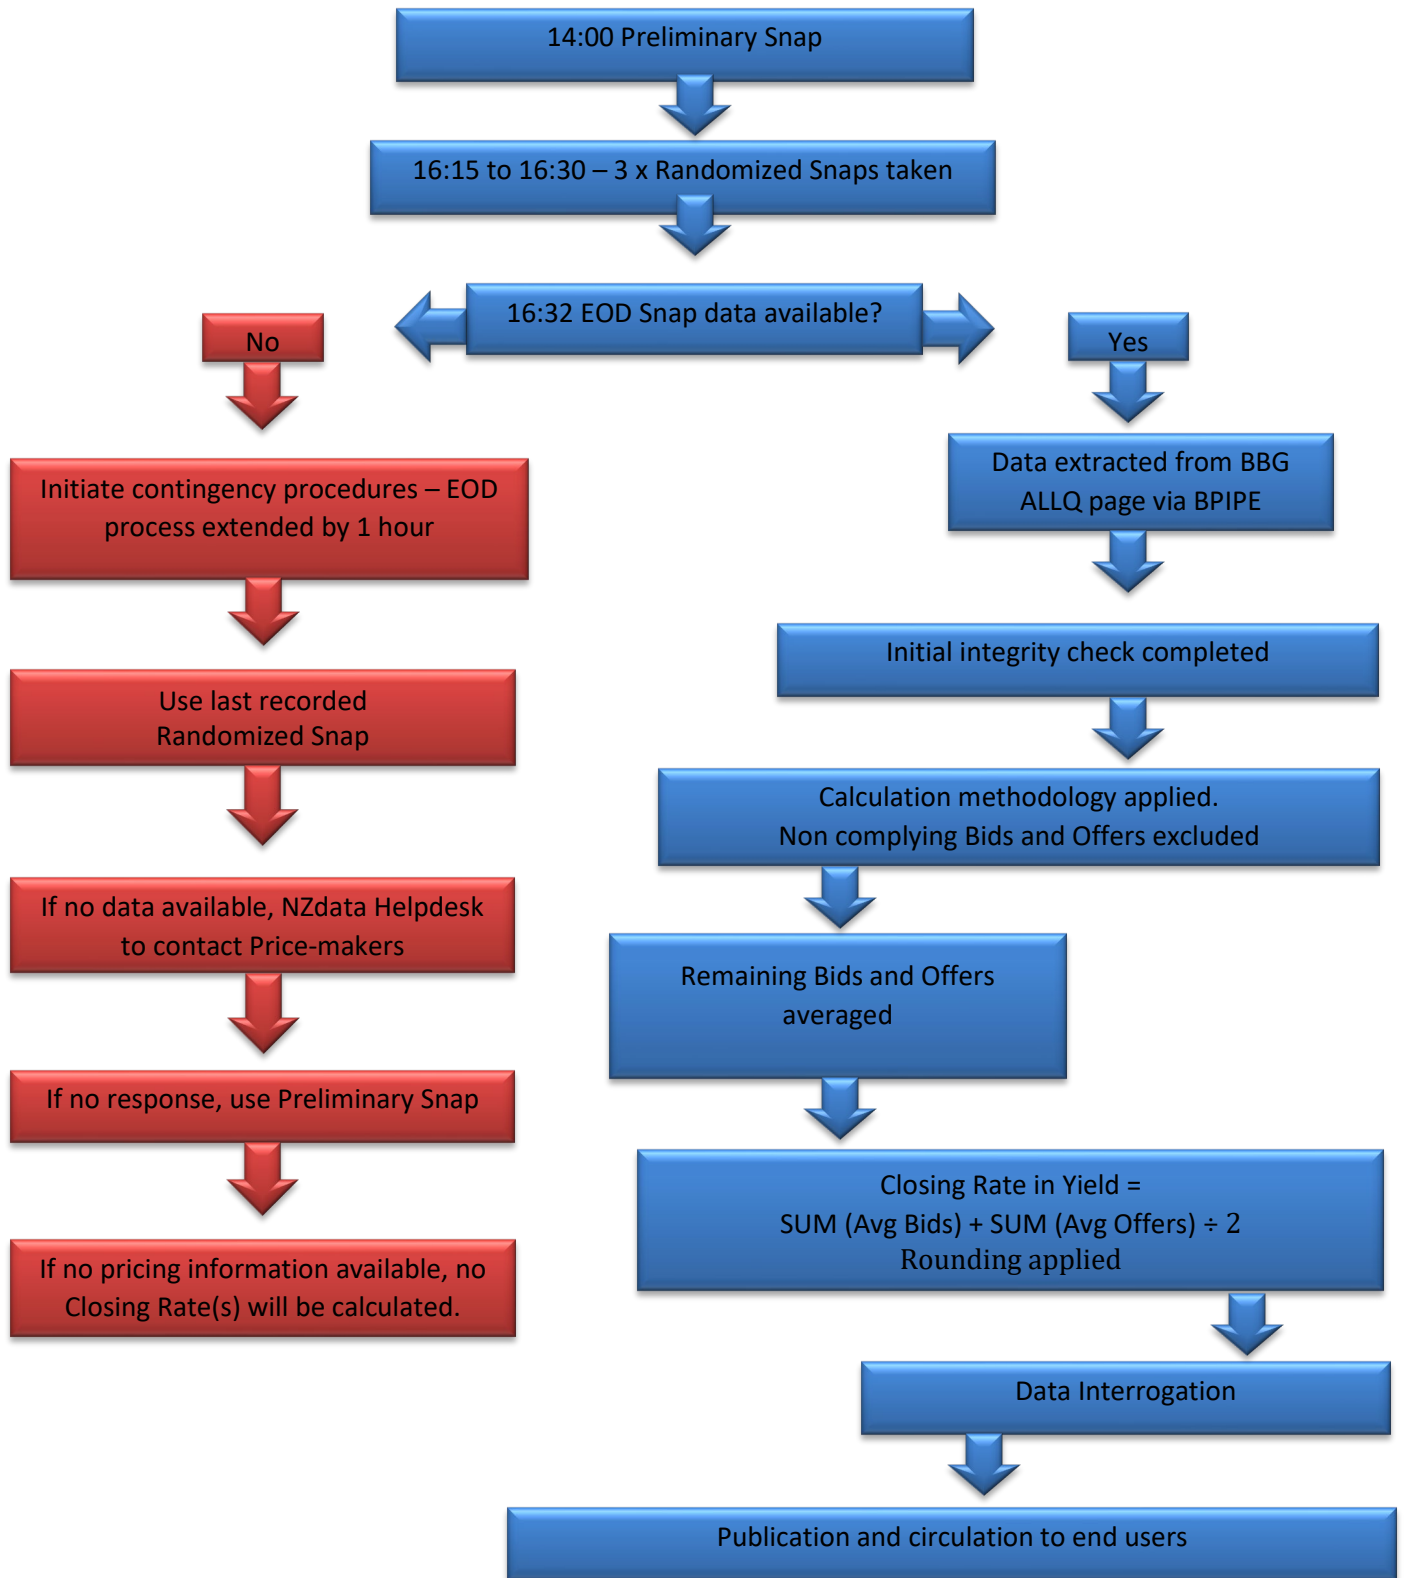 14:00 Preliminary Snap
16:15 to 16:30 – 3 x Randomized Snaps taken
16:32 EOD Snap data available?
No
Initiate contingency procedures – EOD
process extended by 1 hour
Use last recorded
Randomized Snap
If no data available, NZdata Helpdesk
to contact Price-makers
If no response, use Preliminary Snap
If no pricing information available, no
Closing Rate(s) will be calculated.
Yes
Data extracted from BBG
ALLQ page via BPIPE
Initial integrity check completed
Calculation methodology applied.
Non complying Bids and Offers excluded
Remaining Bids and Offers
averaged
Closing Rate in Yield =
SUM (Avg Bids) + SUM (Avg Offers) ÷ 2
Rounding applied
Data Interrogation
Publication and circulation to end users